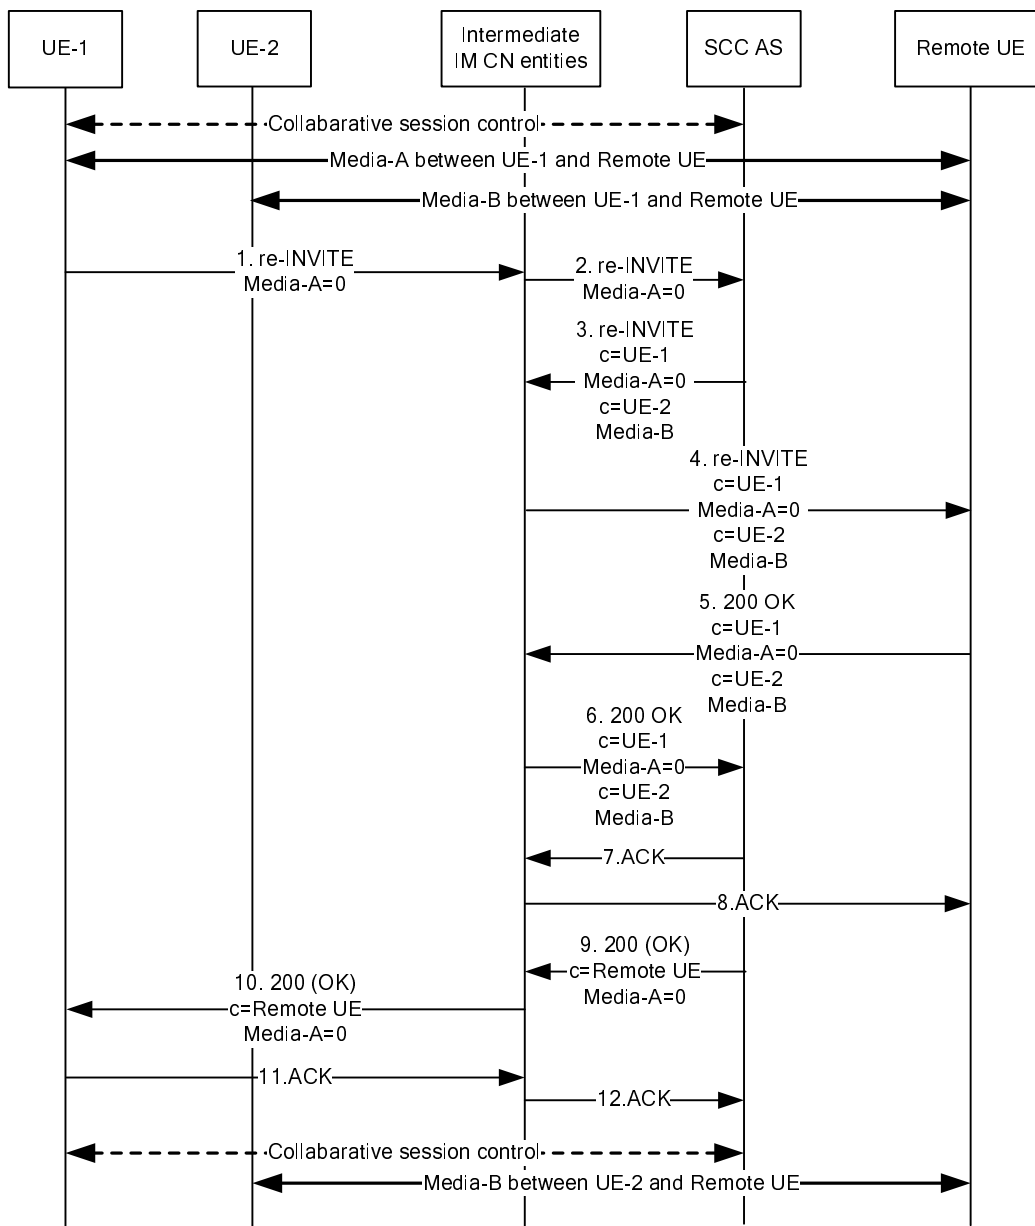 UE-1
UE-2
Intermediate
IM CN entities
SCC AS
Remote UE
Collabarative session control
Media-A between UE-1 and Remote UE
Media-B between UE-1 and Remote UE
1. re-INVITE
Media-A=0
2. re-INVITE
Media-A=0
3. re-INVITE
c=UE-1
Media-A=0
c=UE-2
Media-B
4. re-INVITE
c=UE-1
Media-A=0
c=UE-2
Media-B
5. 200 OK
c=UE-1
Media-A=0
c=UE-2
Media-B
6. 200 OK
c=UE-1
Media-A=0
c=UE-2
Media-B
7.ACK
8.ACK
9. 200 (OK)
c=Remote UE
Media-A=0
10. 200 (OK)
c=Remote UE
Media-A=0
11.ACK
12.ACK
Collabarative session control
Media-B between UE-2 and Remote UE